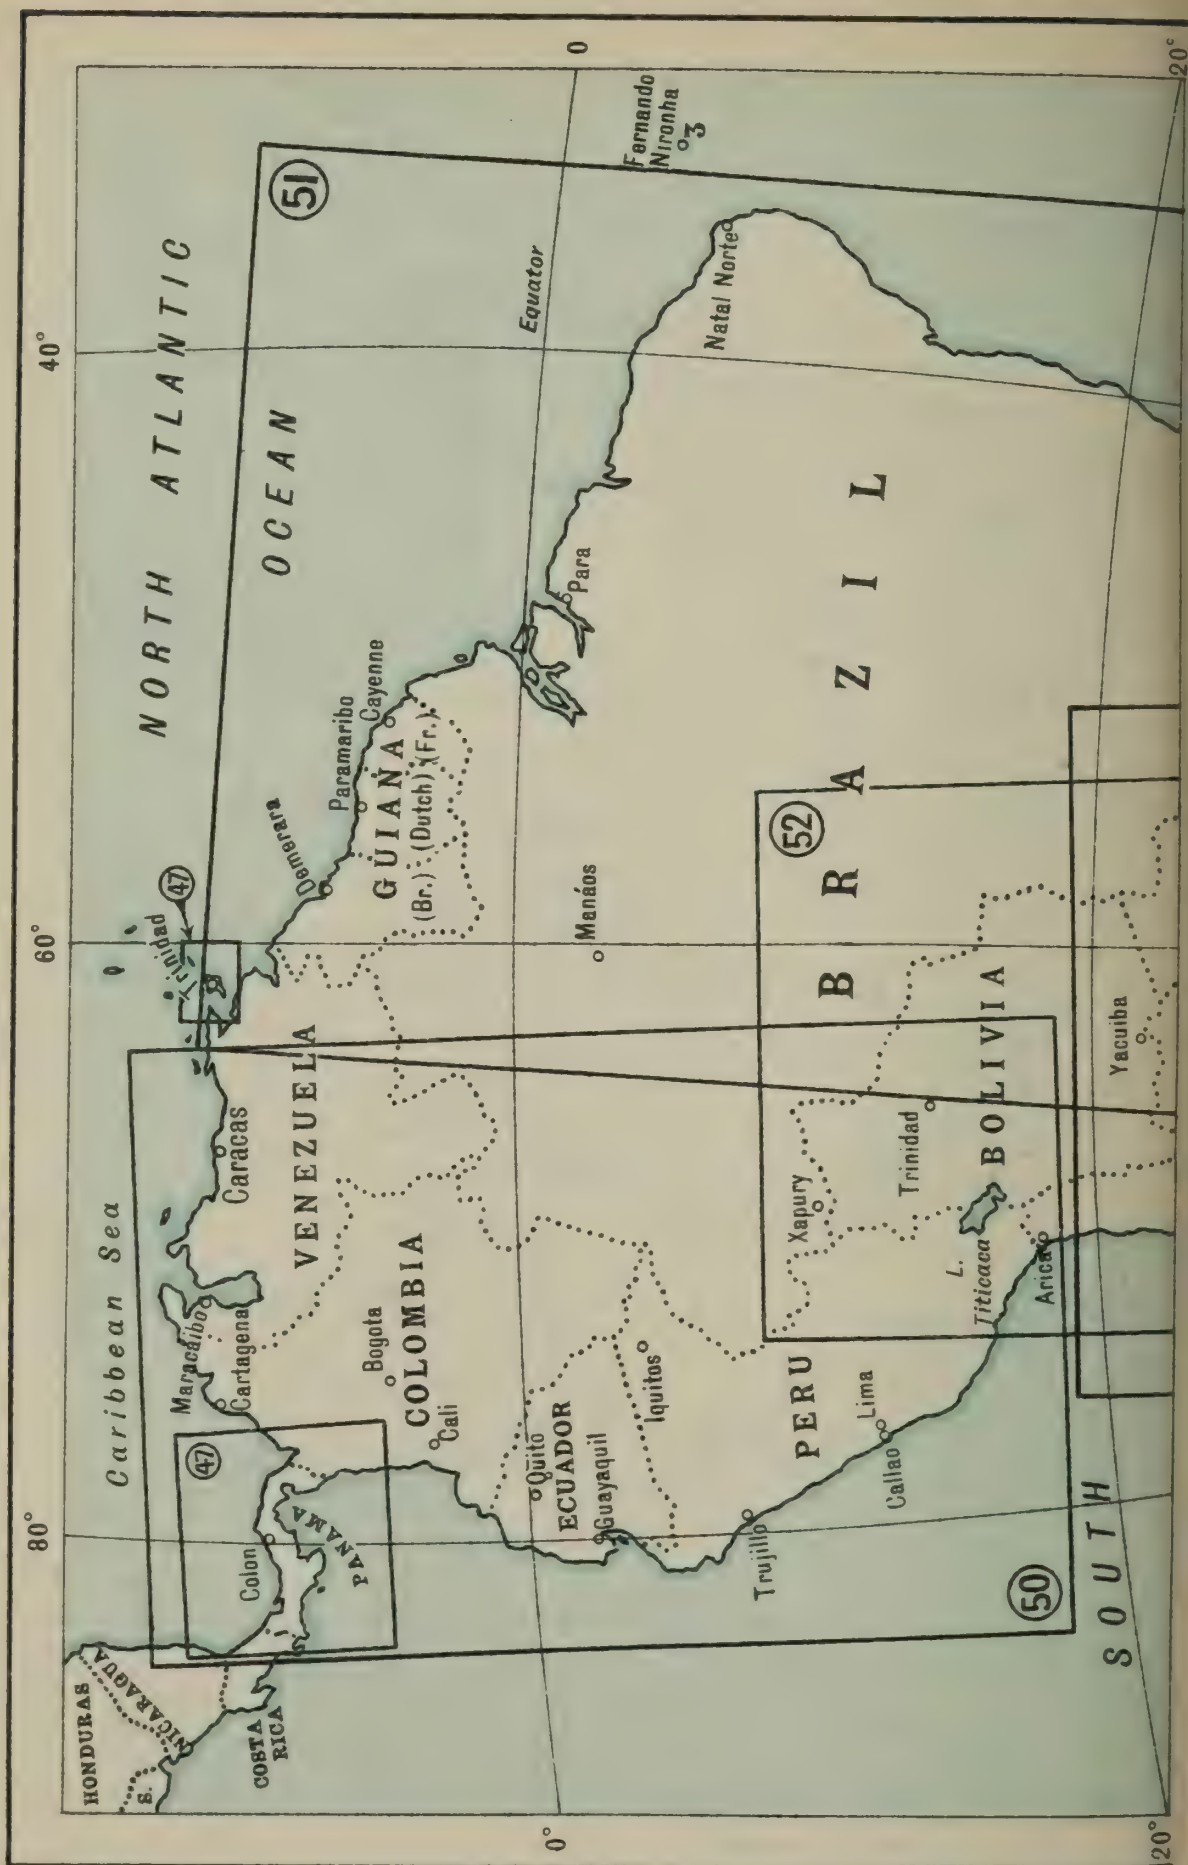 80°
40°
60°
NORTH ATLANTIC
OCEAN
Caribbean Sea
HONDURAS
S.
NICARAGUA
COSTA
RICA
PANAMA
Colon
47
Maracaibo
Cartagena
Caracas
Trinidad
47
51
VENEZUELA
Demerara
Paramaribo
Cayenne
GUIANA
(Br.)
(Dutch)
(Fr.)
Bogota
COLOMBIA
Cali
Equator
0
0°
Quito
ECUADOR
Guayaquil
Iquitos
Manáos
Para
Fernando
Nironha
3
Natal Norte
BRAZIL
PERU
Trujillo
Lima
Callao
Xapury
52
Trinidad
BOLIVIA
L.
Titicaca
Arica
Yacuiba
50
SOUTH
20°
20°